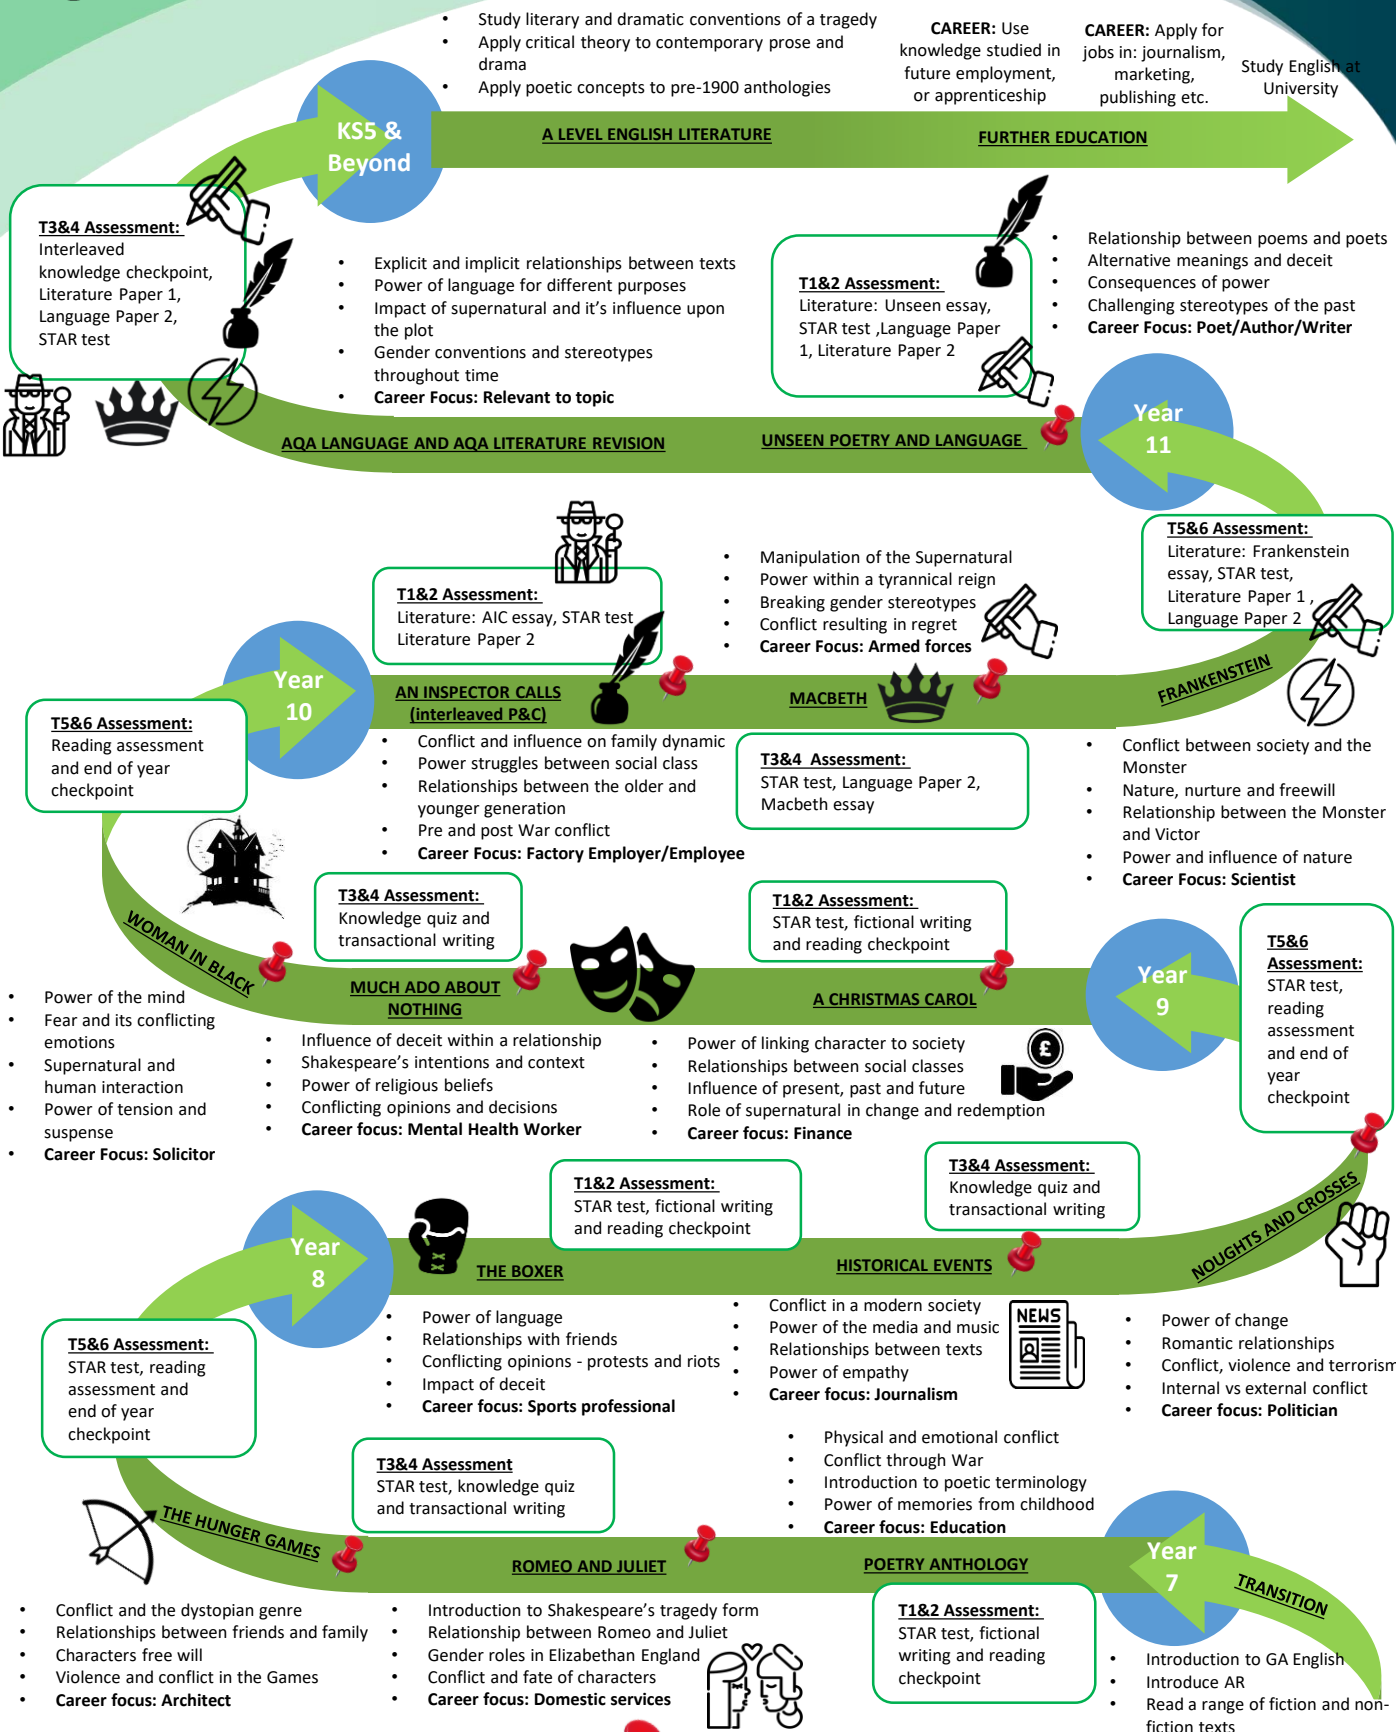 • Study literary and dramatic conventions of a tragedy
• Apply critical theory to contemporary prose and
drama
• Apply poetic concepts to pre-1900 anthologies
CAREER: Use
knowledge studied in
future employment,
or apprenticeship
CAREER: Apply for
jobs in: journalism,
marketing,
publishing etc.
Study English at
University
KS5 &
Beyond
A LEVEL ENGLISH LITERATURE
FURTHER EDUCATION
T3&4 Assessment:
Interleaved
knowledge checkpoint,
Literature Paper 1,
Language Paper 2,
STAR test
• Explicit and implicit relationships between texts
• Power of language for different purposes
• Impact of supernatural and it's influence upon
the plot
• Gender conventions and stereotypes
throughout time
• Career Focus: Relevant to topic
T1&2 Assessment:
Literature: Unseen essay,
STAR test ,Language Paper
1, Literature Paper 2
• Relationship between poems and poets
• Alternative meanings and deceit
• Consequences of power
• Challenging stereotypes of the past
• Career Focus: Poet/Author/Writer
AQA LANGUAGE AND AQA LITERATURE REVISION
UNSEEN POETRY AND LANGUAGE
Year
11
T5&6 Assessment:
Literature: Frankenstein
essay, STAR test,
Literature Paper 1 ,
Language Paper 2
T1&2 Assessment:
Literature: AIC essay, STAR test
Literature Paper 2
• Manipulation of the Supernatural
• Power within a tyrannical reign
• Breaking gender stereotypes
• Conflict resulting in regret
• Career Focus: Armed forces
Year
10
AN INSPECTOR CALLS
(interleaved P&C)
MACBETH
FRANKENSTEIN
T5&6 Assessment:
Reading assessment
and end of year
checkpoint
• Conflict and influence on family dynamic
• Power struggles between social class
• Relationships between the older and
younger generation
• Pre and post War conflict
• Career Focus: Factory Employer/Employee
T3&4 Assessment:
STAR test, Language Paper 2,
Macbeth essay
• Conflict between society and the
Monster
• Nature, nurture and freewill
• Relationship between the Monster
and Victor
• Power and influence of nature
• Career Focus: Scientist
T3&4 Assessment:
Knowledge quiz and
transactional writing
T1&2 Assessment:
STAR test, fictional writing
and reading checkpoint
T5&6
Assessment:
STAR test,
reading
assessment
and end of
year
checkpoint
WOMAN IN BLACK
MUCH ADO ABOUT
NOTHING
A CHRISTMAS CAROL
Year
9
• Power of the mind
• Fear and its conflicting
emotions
• Supernatural and
human interaction
• Power of tension and
suspense
• Career Focus: Solicitor
• Influence of deceit within a relationship
• Shakespeare's intentions and context
• Power of religious beliefs
• Conflicting opinions and decisions
• Career focus: Mental Health Worker
• Power of linking character to society
• Relationships between social classes
• Influence of present, past and future
• Role of supernatural in change and redemption
• Career focus: Finance
£
T1&2 Assessment:
STAR test, fictional writing
and reading checkpoint
T3&4 Assessment:
Knowledge quiz and
transactional writing
Year
8
THE BOXER
HISTORICAL EVENTS
NOUGHTS AND CROSSES
T5&6 Assessment:
STAR test, reading
assessment and
end of year
checkpoint
• Power of language
• Relationships with friends
• Conflicting opinions - protests and riots
• Impact of deceit
• Career focus: Sports professional
• Conflict in a modern society
• Power of the media and music
• Relationships between texts
• Power of empathy
• Career focus: Journalism
NEWS
• Power of change
• Romantic relationships
• Conflict, violence and terrorism
• Internal vs external conflict
• Career focus: Politician
T3&4 Assessment
STAR test, knowledge quiz
and transactional writing
• Physical and emotional conflict
• Conflict through War
• Introduction to poetic terminology
• Power of memories from childhood
• Career focus: Education
THE HUNGER GAMES
ROMEO AND JULIET
POETRY ANTHOLOGY
Year
7
TRANSITION
• Conflict and the dystopian genre
• Relationships between friends and family
• Characters free will
• Violence and conflict in the Games
• Career focus: Architect
• Introduction to Shakespeare's tragedy form
• Relationship between Romeo and Juliet
• Gender roles in Elizabethan England
• Conflict and fate of characters
• Career focus: Domestic services
T1&2 Assessment:
STAR test, fictional
writing and reading
checkpoint
• Introduction to GA English
• Introduce AR
• Read a range of fiction and non-
fiction texts